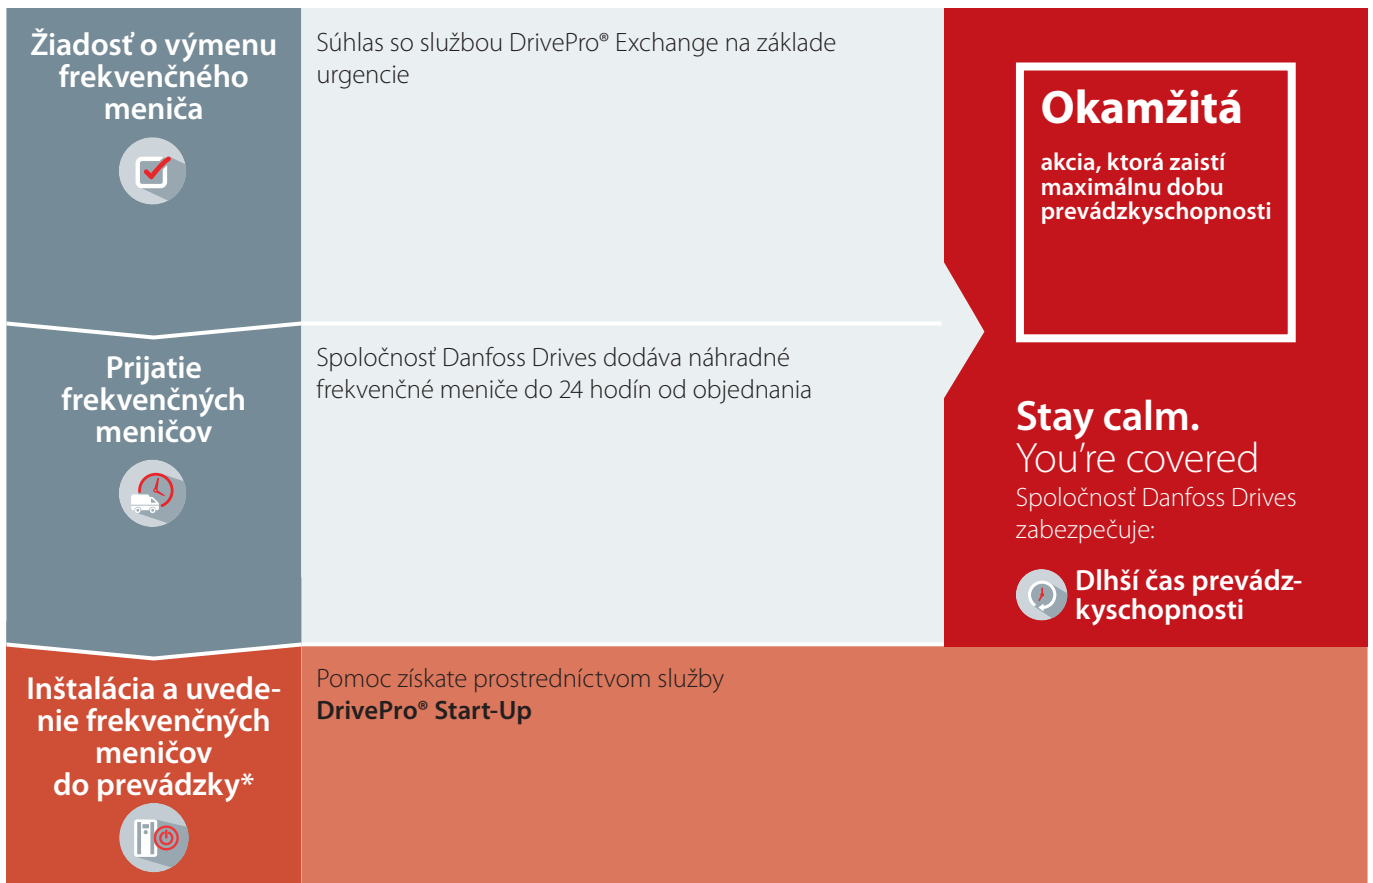 Žiadosť o výmenu
frekvenčného
meniča
Súhlas so službou DrivePro® Exchange na základe
urgencie
Prijatie
frekvenčných
meničov
Spoločnosť Danfoss Drives dodáva náhradné
frekvenčné meniče do 24 hodín od objednania
Inštalácia a uvede-
nie frekvenčných
meničov
do prevádzky*
Pomoc získate prostredníctvom služby
DrivePro® Start-Up
Okamžitá
akcia, ktorá zaistí
maximálnu dobu
prevádzkyschopnosti
Stay calm.
You're covered
Spoločnosť Danfoss Drives
zabezpečuje:
Dlhší čas prevádz-
kyschopnosti